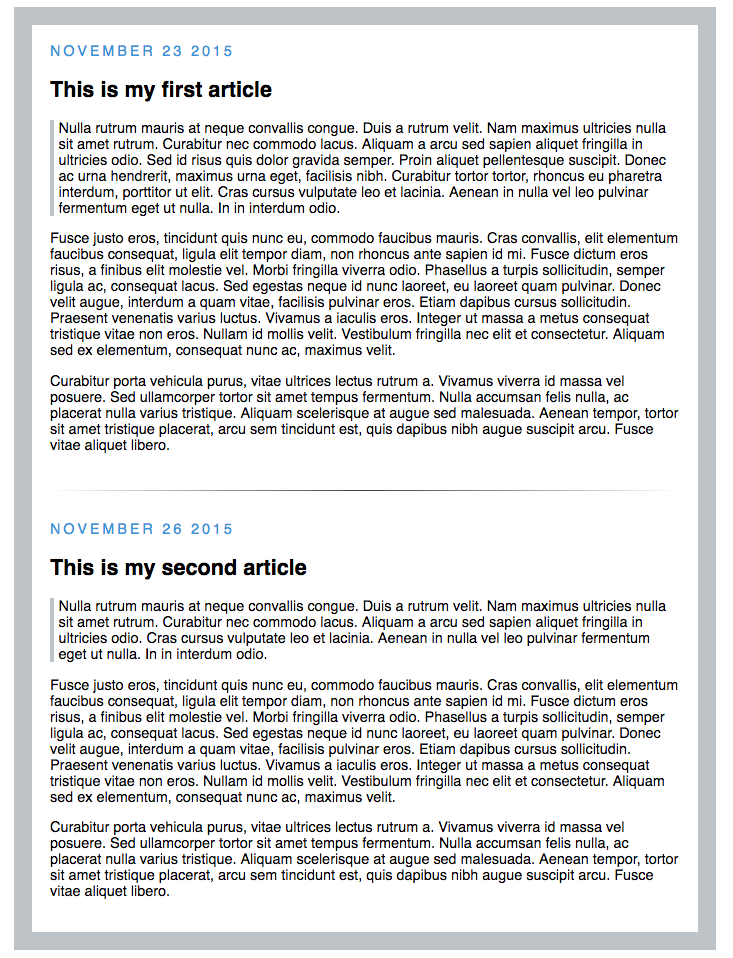 NOVEMBER 23 2015
This is my first article
Nulla rutrum mauris at neque convallis congue. Duis a rutrum velit. Nam maximus ultricies nulla
sit amet rutrum. Curabitur nec commodo lacus. Aliquam a arcu sed sapien aliquet fringilla in
ultricies odio. Sed id risus quis dolor gravida semper. Proin aliquet pellentesque suscipit. Donec
ac urna hendrerit, maximus urna eget, facilisis nibh. Curabitur tortor tortor, rhoncus eu pharetra
interdum, porttitor ut elit. Cras cursus vulputate leo et lacinia. Aenean in nulla vel leo pulvinar
fermentum eget ut nulla. In in interdum odio.
Fusce justo eros, tincidunt quis nunc eu, commodo faucibus mauris. Cras convallis, elit elementum
faucibus consequat, ligula elit tempor diam, non rhoncus ante sapien id mi. Fusce dictum eros
risus, a finibus elit molestie vel. Morbi fringilla viverra odio. Phasellus a turpis sollicitudin, semper
ligula ac, consequat lacus. Sed egestas neque id nunc laoreet, eu laoreet quam pulvinar. Donec
velit augue, interdum a quam vitae, facilisis pulvinar eros. Etiam dapibus cursus sollicitudin.
Praesent venenatis varius luctus. Vivamus a iaculis eros. Integer ut massa a metus consequat
tristique vitae non eros. Nullam id mollis velit. Vestibulum fringilla nec elit et consectetur. Aliquam
sed ex elementum, consequat nunc ac, maximus velit.
Curabitur porta vehicula purus, vitae ultrices lectus rutrum a. Vivamus viverra id massa vel
posuere. Sed ullamcorper tortor sit amet tempus fermentum. Nulla accumsan felis nulla, ac
placerat nulla varius tristique. Aliquam scelerisque at augue sed malesuada. Aenean tempor, tortor
sit amet tristique placerat, arcu sem tincidunt est, quis dapibus nibh augue suscipit arcu. Fusce
vitae aliquet libero.
NOVEMBER 26 2015
This is my second article
Nulla rutrum mauris at neque convallis congue. Duis a rutrum velit. Nam maximus ultricies nulla
sit amet rutrum. Curabitur nec commodo lacus. Aliquam a arcu sed sapien aliquet fringilla in
ultricies odio. Cras cursus vulputate leo et lacinia. Aenean in nulla vel leo pulvinar fermentum
eget ut nulla. In in interdum odio.
Fusce justo eros, tincidunt quis nunc eu, commodo faucibus mauris. Cras convallis, elit elementum
faucibus consequat, ligula elit tempor diam, non rhoncus ante sapien id mi. Fusce dictum eros
risus, a finibus elit molestie vel. Morbi fringilla viverra odio. Phasellus a turpis sollicitudin, semper
ligula ac, consequat lacus. Sed egestas neque id nunc laoreet, eu laoreet quam pulvinar. Donec
velit augue, interdum a quam vitae, facilisis pulvinar eros. Etiam dapibus cursus sollicitudin.
Praesent venenatis varius luctus. Vivamus a iaculis eros. Integer ut massa a metus consequat
tristique vitae non eros. Nullam id mollis velit. Vestibulum fringilla nec elit et consectetur. Aliquam
sed ex elementum, consequat nunc ac, maximus velit.
Curabitur porta vehicula purus, vitae ultrices lectus rutrum a. Vivamus viverra id massa vel
posuere. Sed ullamcorper tortor sit amet tempus fermentum. Nulla accumsan felis nulla, ac
placerat nulla varius tristique. Aliquam scelerisque at augue sed malesuada. Aenean tempor, tortor
sit amet tristique placerat, arcu sem tincidunt est, quis dapibus nibh augue suscipit arcu. Fusce
vitae aliquet libero.